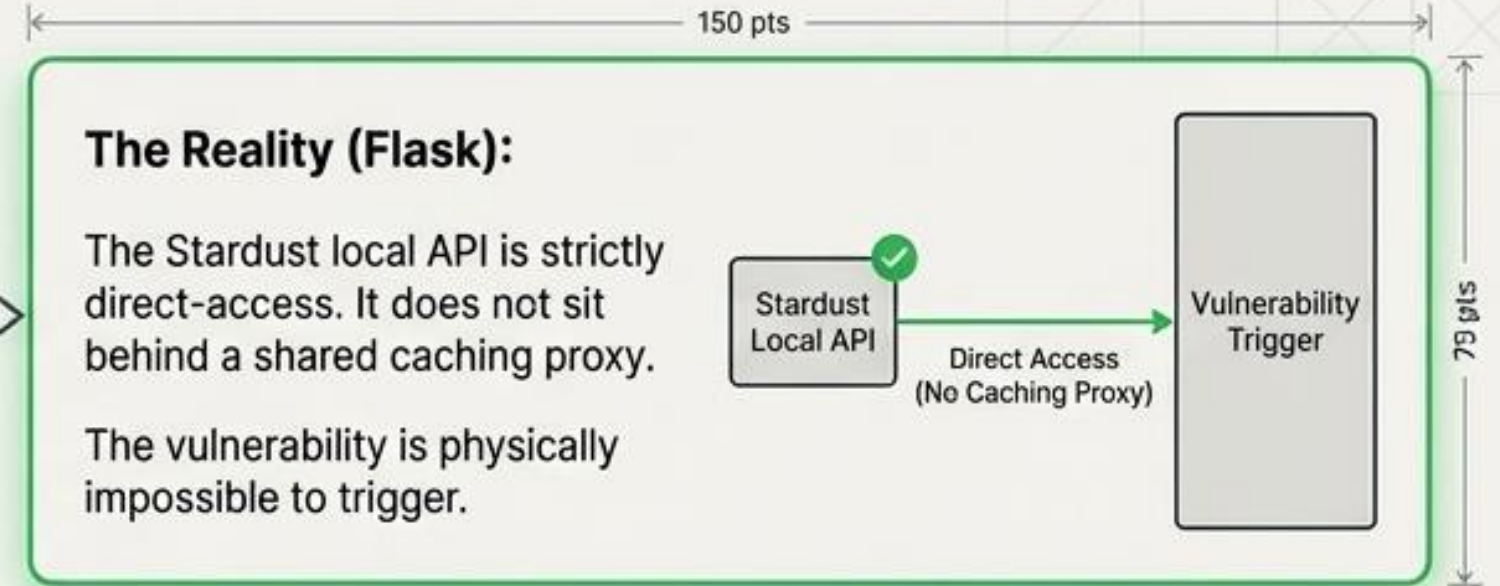 150 pts
The Reality (Flask):
The Stardust local API is strictly
direct-access. It does not sit
behind a shared caching proxy.
The vulnerability is physically
impossible to trigger.
Stardust
Local API
Direct Access
(No Caching Proxy)
Vulnerability
Trigger
79